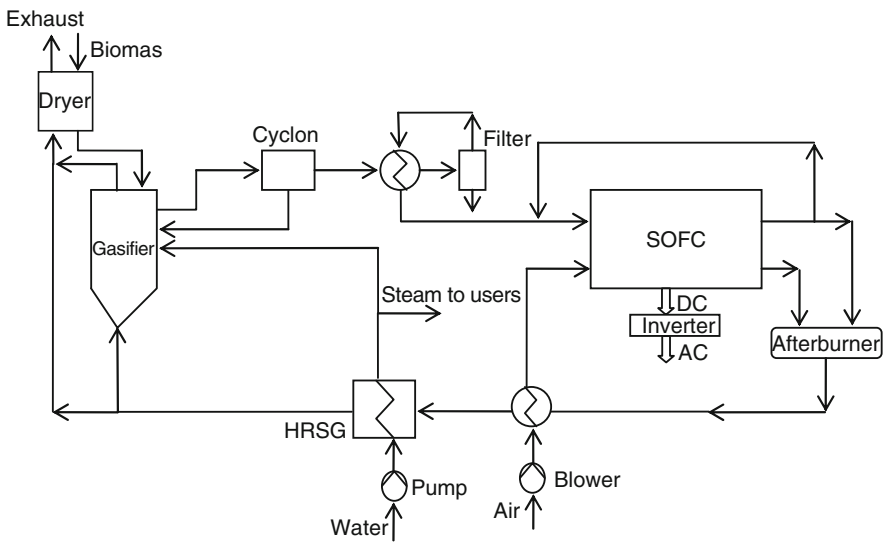 Exhaust
Biomas
Dryer
Cyclon
Filter
Gasifier
SOFC
Steam to users
DC
Inverter
AC
Afterburner
HRSG
Pump
Blower
Air
Water